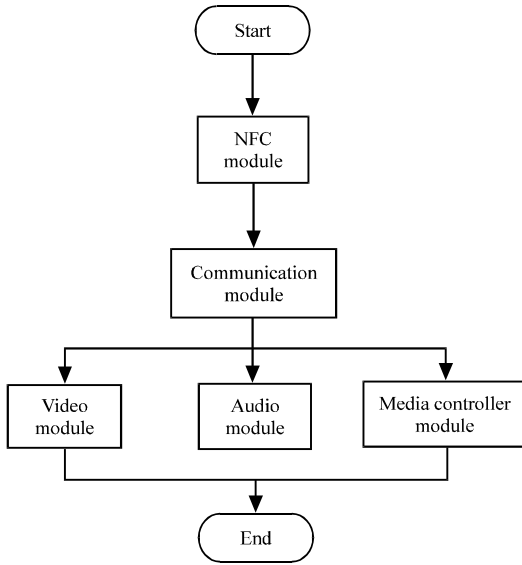 Start
NFC
module
Communication
module
Video
module
Audio
module
Media controller
module
End